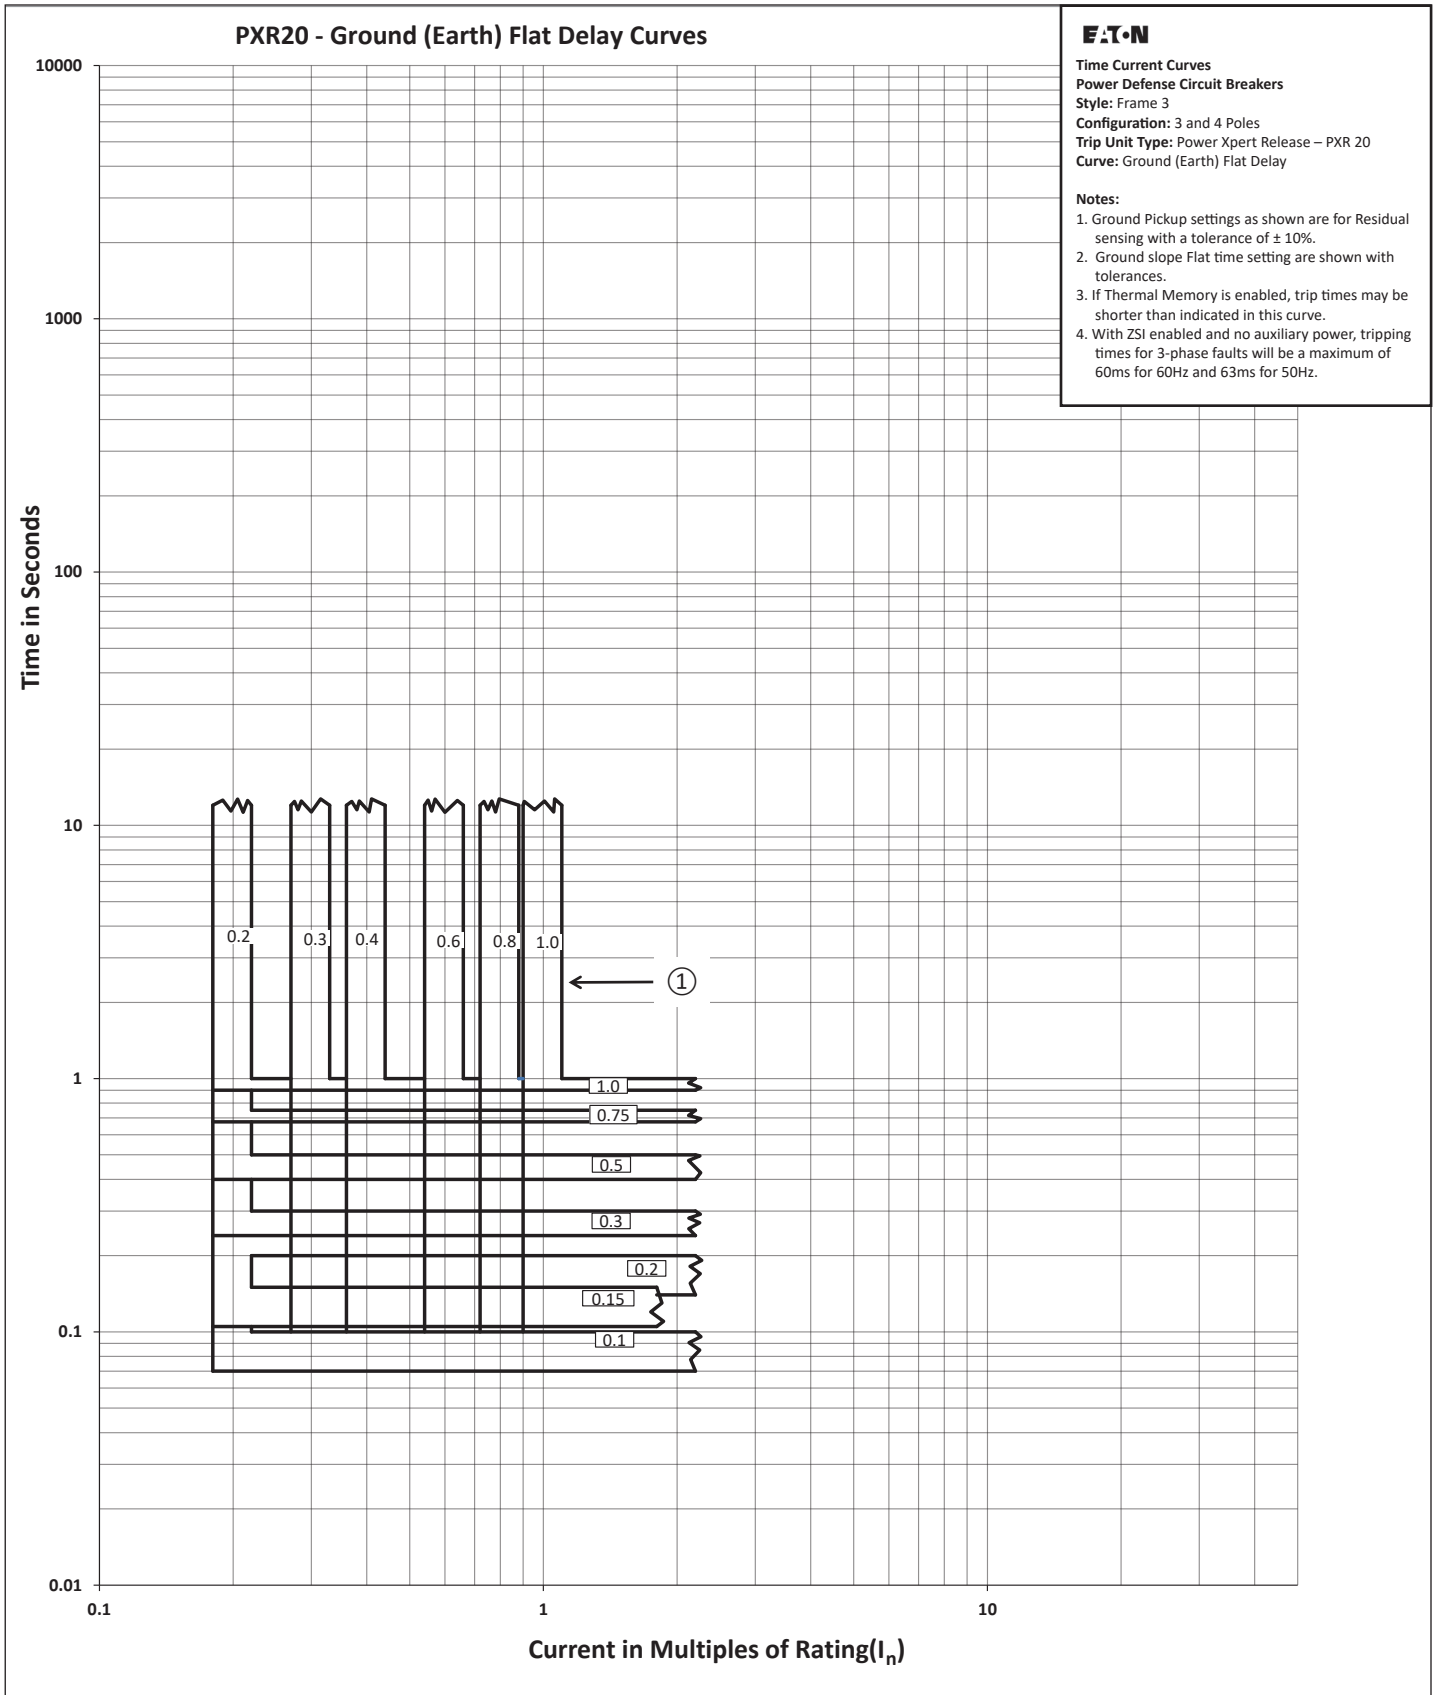 PXR20 - Ground (Earth) Flat Delay Curves
EATON
Time Current Curves
Power Defense Circuit Breakers
Style: Frame 3
Configuration: 3 and 4 Poles
Trip Unit Type: Power Xpert Release – PXR 20
Curve: Ground (Earth) Flat Delay
Notes:
1. Ground Pickup settings as shown are for Residual
sensing with a tolerance of ± 10%.
2. Ground slope Flat time setting are shown with
tolerances.
3. If Thermal Memory is enabled, trip times may be
shorter than indicated in this curve.
4. With ZSI enabled and no auxiliary power, tripping
times for 3-phase faults will be a maximum of
60ms for 60Hz and 63ms for 50Hz.
Time in Seconds
10000
1000
100
10
1
0.1
0.01
0.2 0.3 0.4 0.6 0.8 1.0
①
1.0
0.75
0.5
0.3
0.2
0.15
0.1
0.1 1 10
Current in Multiples of Rating(Iₙ)